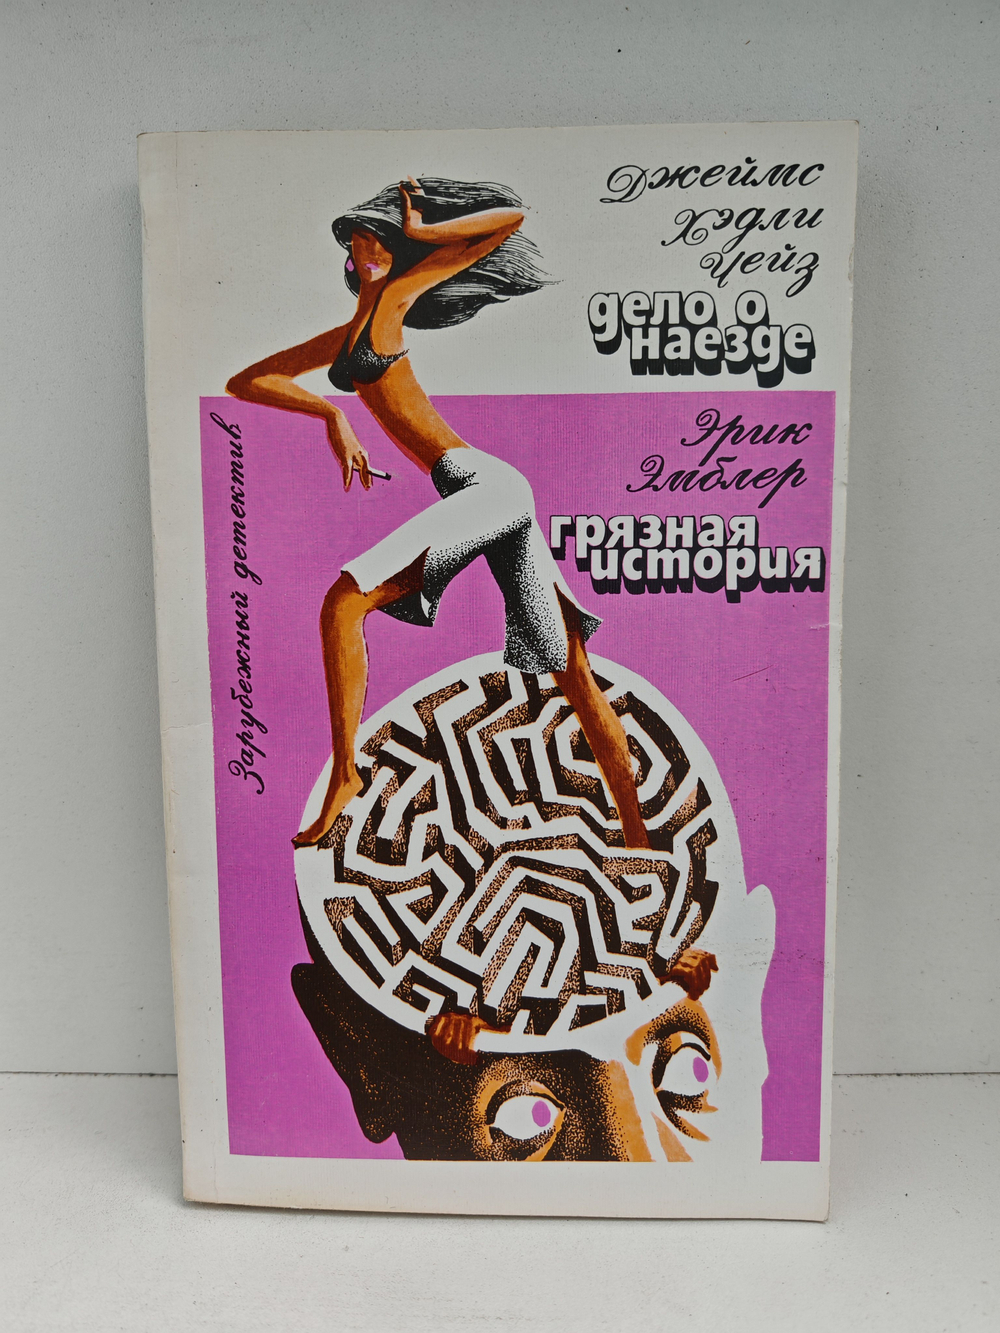 Джеймс
Хэдли
Чейз
дело о
наезде
Эрик
Эмблер
грязная
история
Зарубежный детектив